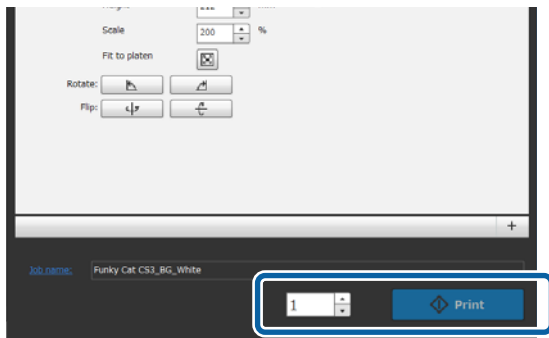 Scale 200 %
Fit to platen
Rotate:
Flip:
+
Job name: Funky Cat CS3_BG_White
1 Print